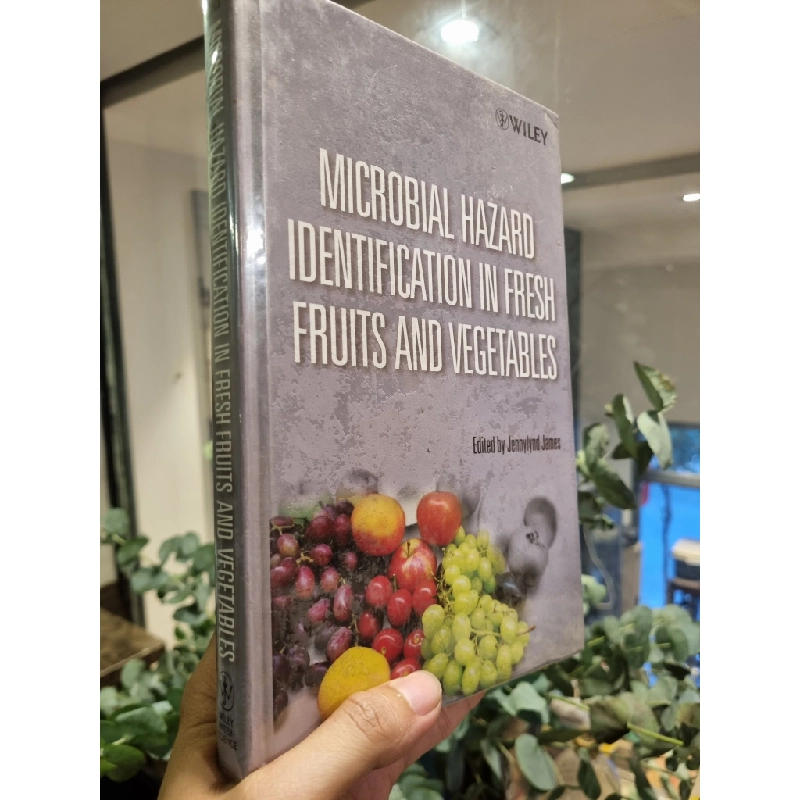 WILEY
MICROBIAL HAZARD
IDENTIFICATION IN FRESH
FRUITS AND VEGETABLES
Edited by Jennylynd James
MICROBIAL HAZARD IDENTIFICATION IN FRESH FRUITS AND VEGETABLES
WILEY